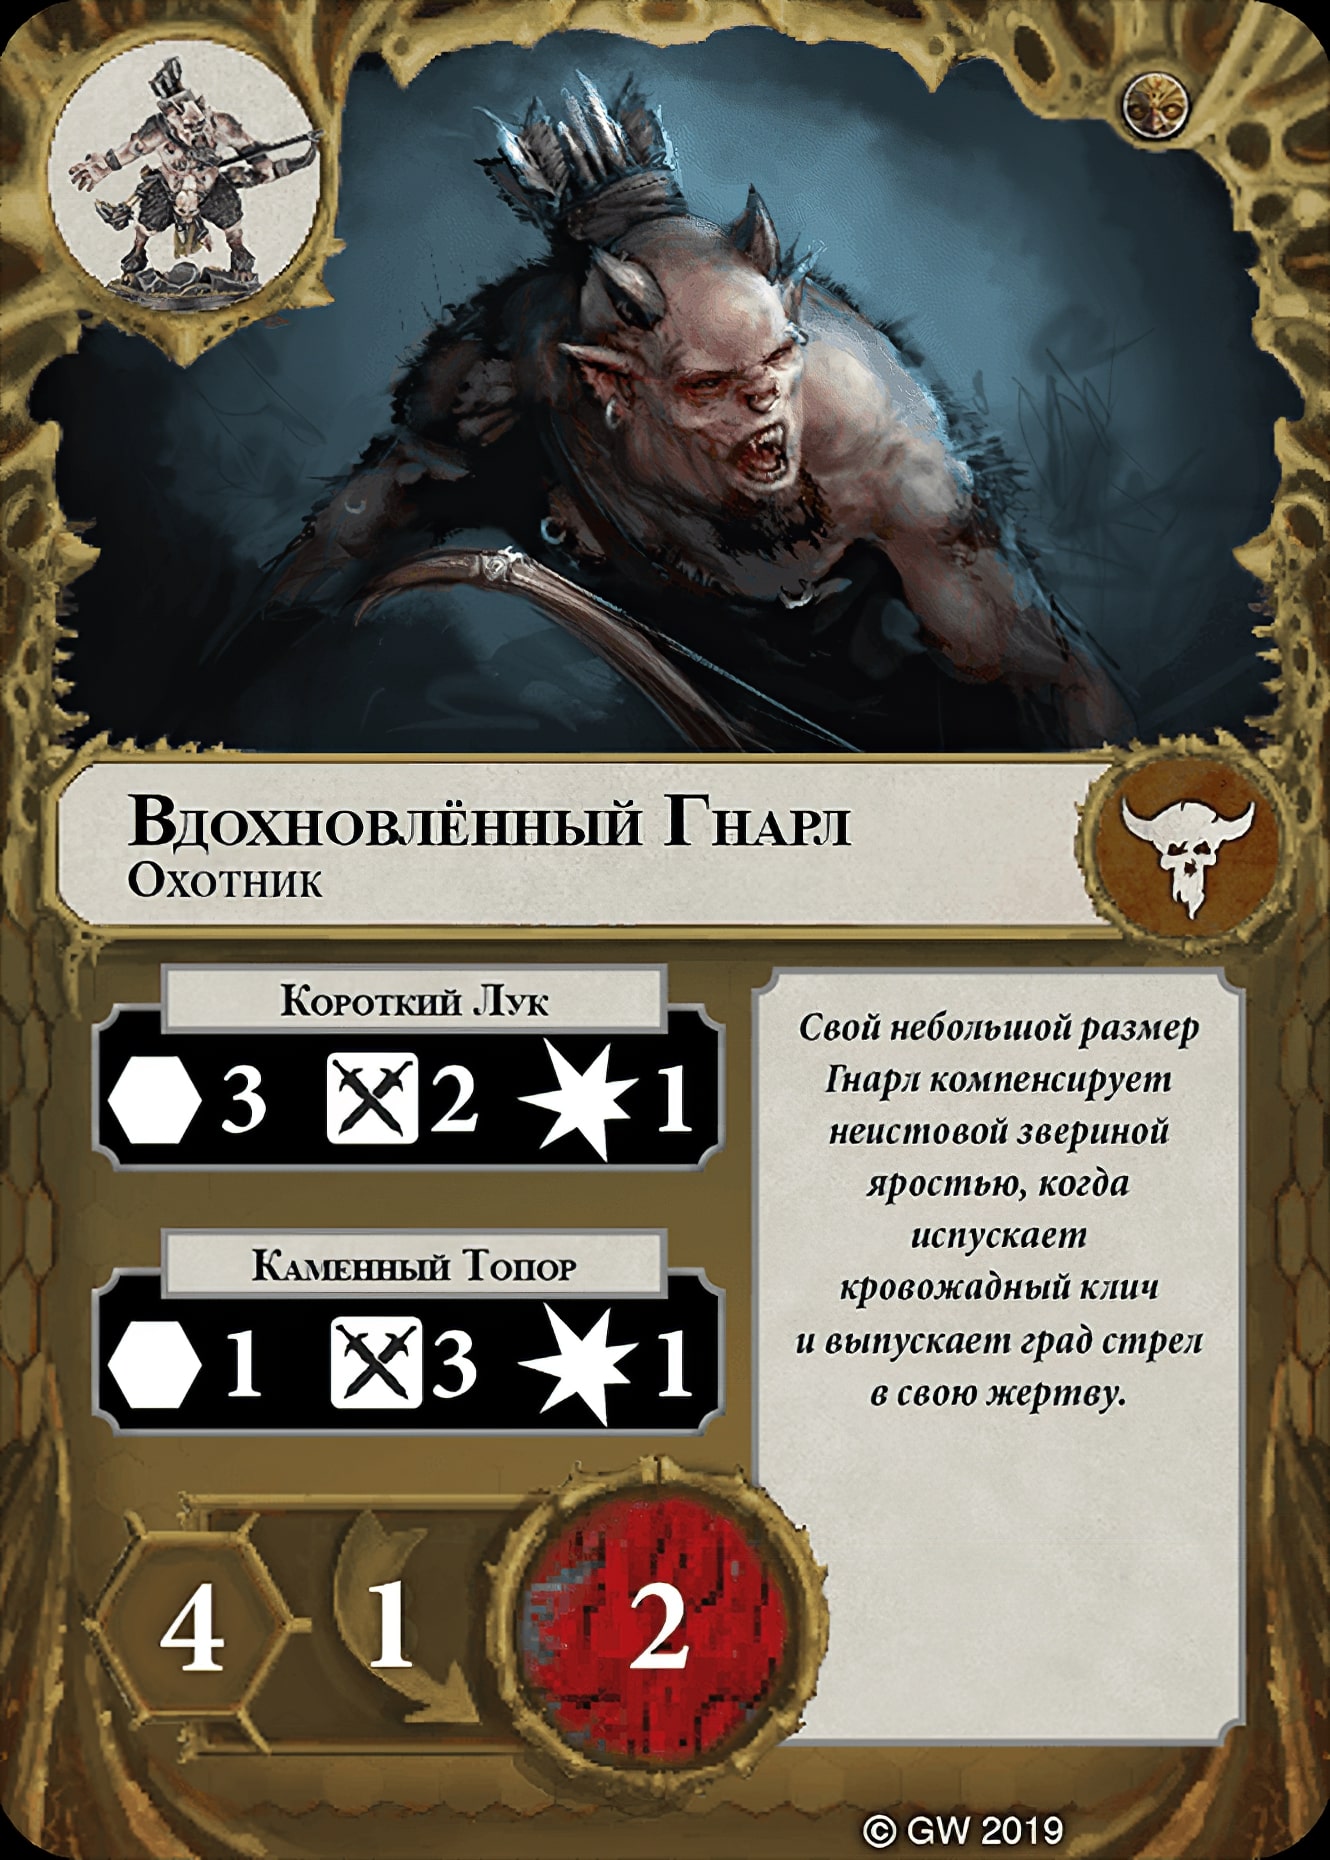 Вдохновлённый Гнарл
Охотник
Короткий Лук
3 2 1
Каменный Топор
1 3 1
Свой небольшой размер
Гнарл компенсирует
неистовой звериной
яростью, когда
испускает
кровожадный клич
и выпускает град стрел
в свою жертву.
4 1 2
© GW 2019